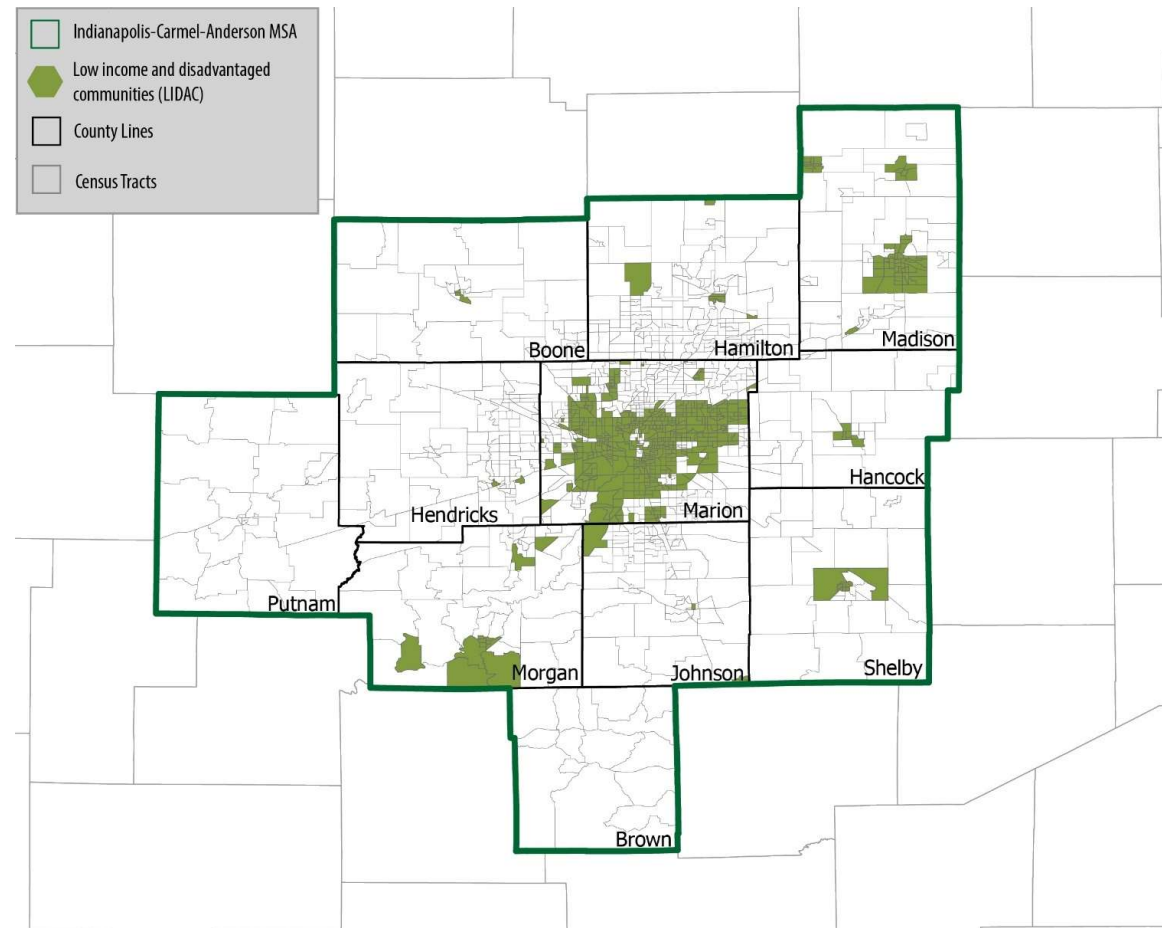 Indianapolis-Carmel-Anderson MSA
Low income and disadvantaged
communities (LIDAC)
County Lines
Census Tracts
Boone
Hamilton
Madison
Hancock
Hendricks
Marion
Putnam
Morgan
Johnson
Shelby
Brown